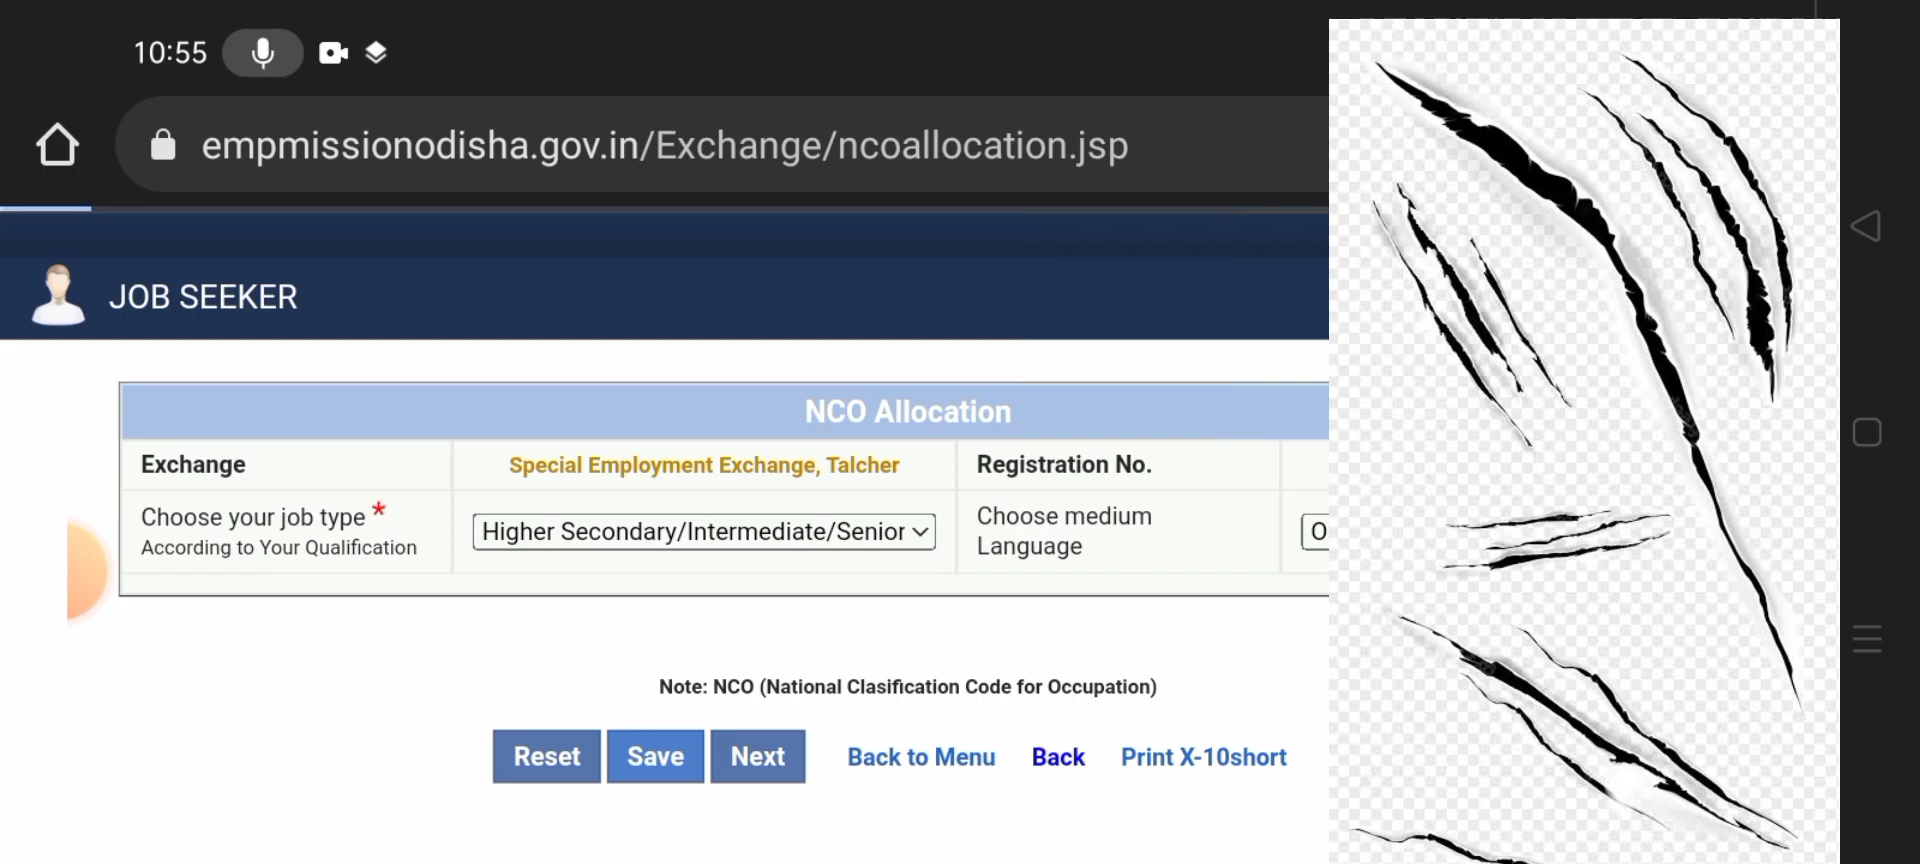 10:55
empmissionodisha.gov.in/Exchange/ncoallocation.jsp
JOB SEEKER
NCO Allocation
Exchange Special Employment Exchange, Talcher Registration No.
Choose your job type * Higher Secondary/Intermediate/Senior Choose medium
According to Your Qualification Language O
Note: NCO (National Clasification Code for Occupation)
Reset Save Next Back to Menu Back Print X-10short